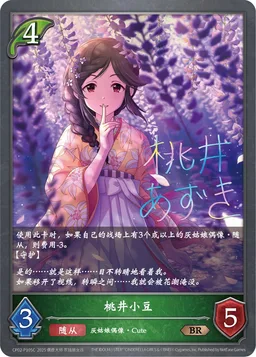 4
桃井
あずき
使用此卡时，如果自己的战场上有3个或以上的灰姑娘偶像·随
从，则费用-3。
【守护】
是的……就是这样……目不转睛地看着我。
如果移开了视线，瞬之间……我就会被花潮淹没。
桃井小豆
3
随从
灰姑娘偶像·Cute
BR
5